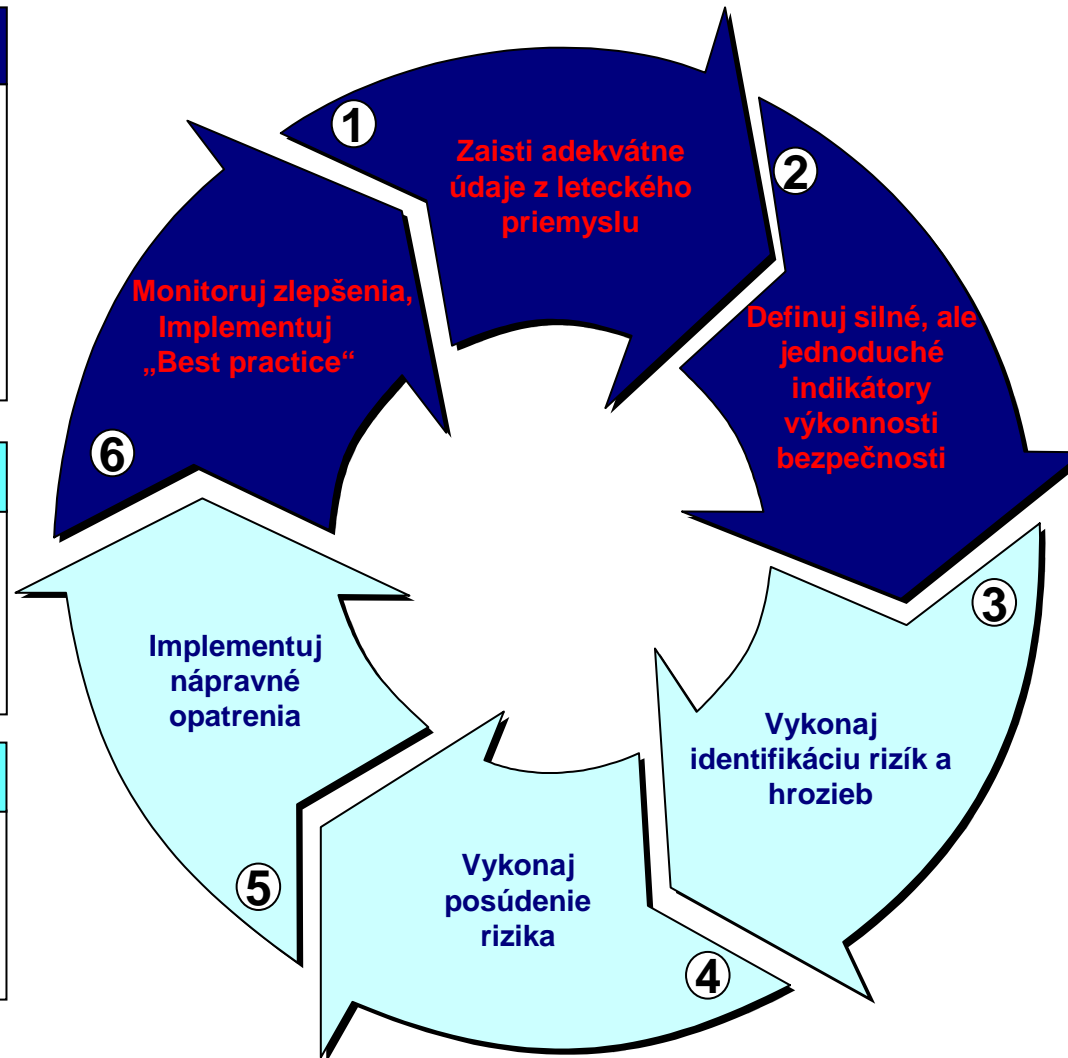 1
Zaisti adekvátne
údaje z leteckého
priemyslu
2
Definuj silné, ale
jednoduché
indikátory
výkonnosti
bezpečnosti
3
Vykonaj
identifikáciu rizík a
hrozieb
4
Vykonaj
posúdenie
rizika
5
Implementuj
nápravné
opatrenia
6
Monitoruj zlepšenia,
Implementuj
„Best practice“